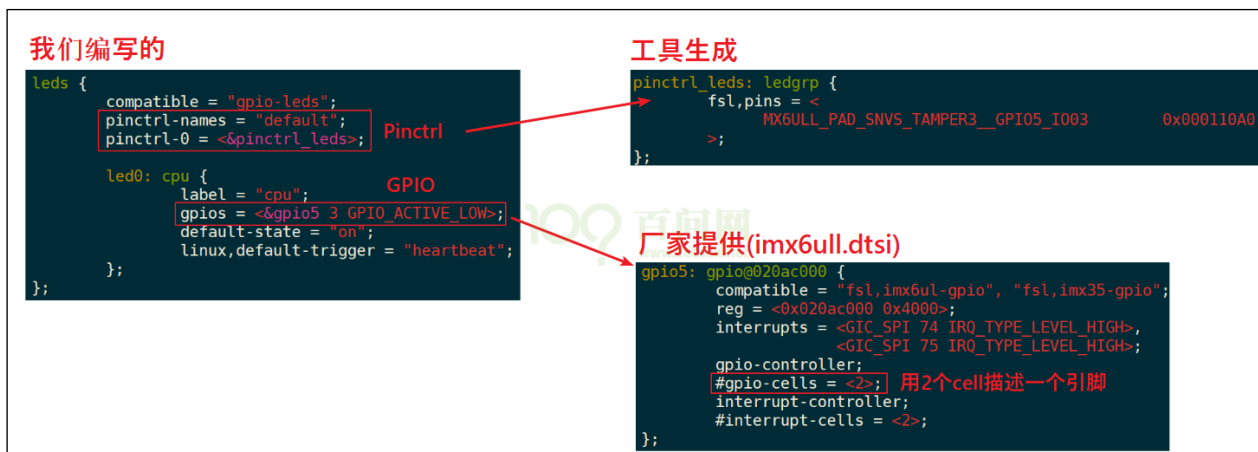 我们编写的
leds {
compatible = "gpio-leds";
pinctrl-names = "default";
pinctrl-0 = <&pinctrl_leds>;
Pinctrl
led0: cpu {
GPIO
label = "cpu";
gpios = <&gpio5 3 GPIO_ACTIVE_LOW>;
default-state = "on";
linux,default-trigger = "heartbeat";
};
};
工具生成
pinctrl_leds: ledgrp {
fsl,pins = <
MX6ULL_PAD_SNVS_TAMPER3__GPIO5_IO03 0x000110A0
>;
};
百问网
厂家提供(imx6ull.dtsi)
gpio5: gpio@020ac000 {
compatible = "fsl,imx6ul-gpio", "fsl,imx35-gpio";
reg = <0x020ac000 0x4000>;
interrupts = <GIC_SPI 74 IRQ_TYPE_LEVEL_HIGH>,
<GIC_SPI 75 IRQ_TYPE_LEVEL_HIGH>;
gpio-controller;
#gpio-cells = <2>; 用2个cell描述一个引脚
interrupt-controller;
#interrupt-cells = <2>;
};